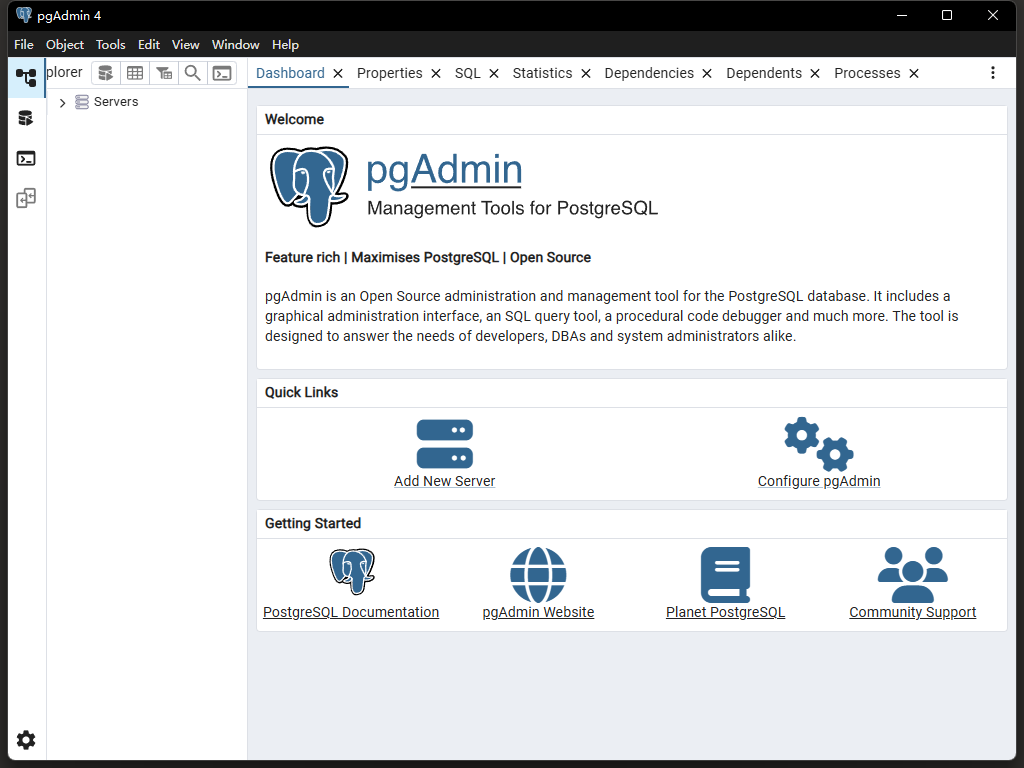 pgAdmin 4
File Object Tools Edit View Window Help
plorer
Dashboard Properties SQL Statistics Dependencies Dependents Processes
Servers
Welcome
pgAdmin
Management Tools for PostgreSQL
Feature rich | Maximises PostgreSQL | Open Source
pgAdmin is an Open Source administration and management tool for the PostgreSQL database. It includes a
graphical administration interface, an SQL query tool, a procedural code debugger and much more. The tool is
designed to answer the needs of developers, DBAs and system administrators alike.
Quick Links
Add New Server
Configure pgAdmin
Getting Started
PostgreSQL Documentation
pgAdmin Website
Planet PostgreSQL
Community Support